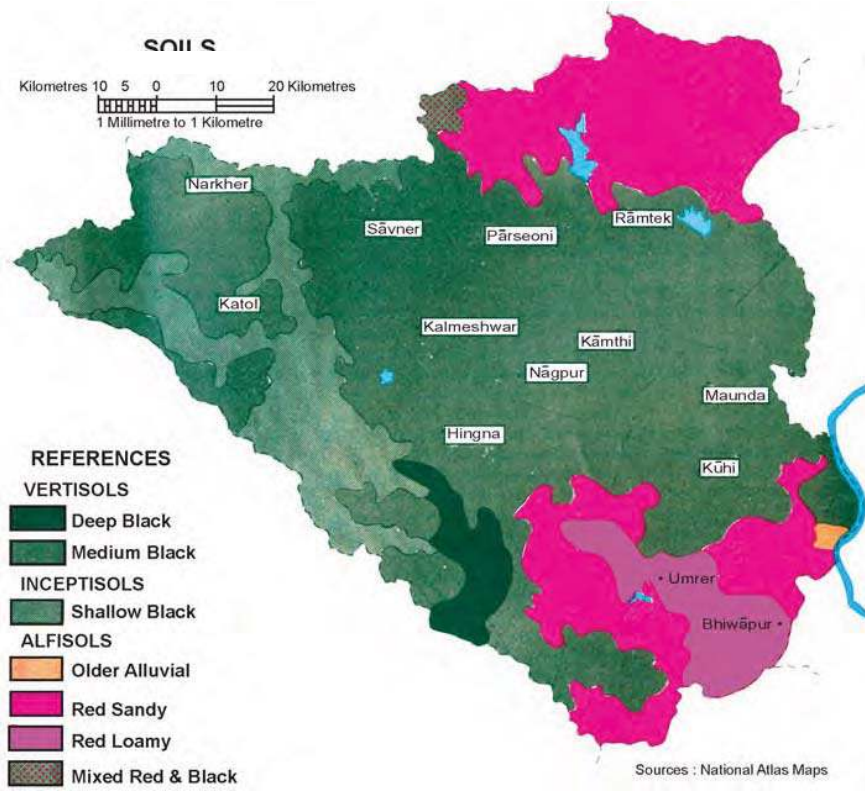 SOILS
Kilometres 10 5 0 10 20 Kilometres
1 Millimetre to 1 Kilometre
Narkher
Sāvner
Pārseoni
Rāmtek
Katol
Kalmeshwar
Kāmthi
Nāgpur
Maunda
Hingna
Kūhi
Umrer
Bhiwāpur
REFERENCES
VERTISOLS
Deep Black
Medium Black
INCEPTISOLS
Shallow Black
ALFISOLS
Older Alluvial
Red Sandy
Red Loamy
Mixed Red & Black
Sources : National Atlas Maps